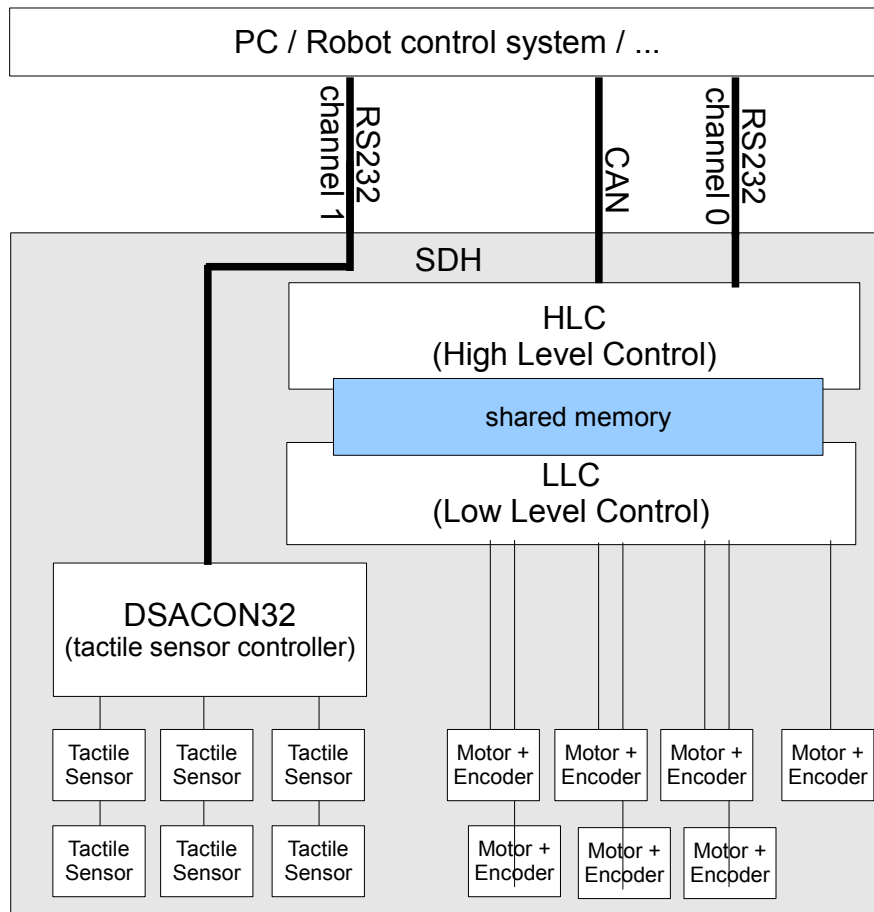 PC / Robot control system / ...
RS232
channel 1
CAN
RS232
channel 0
SDH
HLC
(High Level Control)
shared memory
LLC
(Low Level Control)
DSACON32
(tactile sensor controller)
Tactile
Sensor
Tactile
Sensor
Tactile
Sensor
Motor +
Encoder
Motor +
Encoder
Motor +
Encoder
Motor +
Encoder
Tactile
Sensor
Tactile
Sensor
Tactile
Sensor
Motor +
Encoder
Motor +
Encoder
Motor +
Encoder